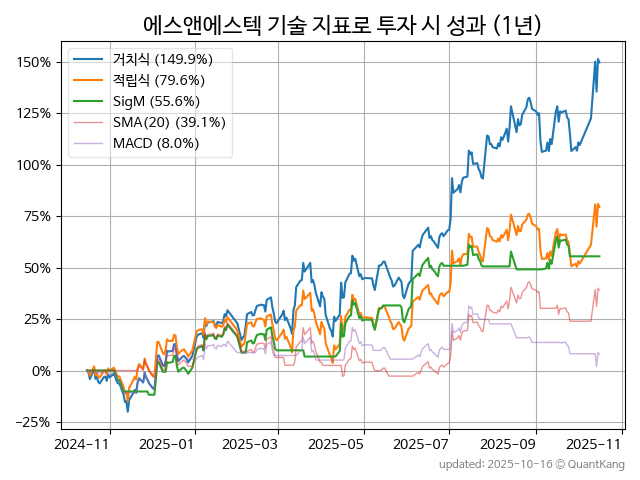 에스앤에스텍 기술 지표로 투자 시 성과 (1년)
150%
125%
100%
75%
50%
25%
0%
−25%
거치식 (149.9%)
적립식 (79.6%)
SigM (55.6%)
SMA(20) (39.1%)
MACD (8.0%)
2024-11
2025-01
2025-03
2025-05
2025-07
2025-09
2025-11
updated: 2025-10-16 © QuantKang